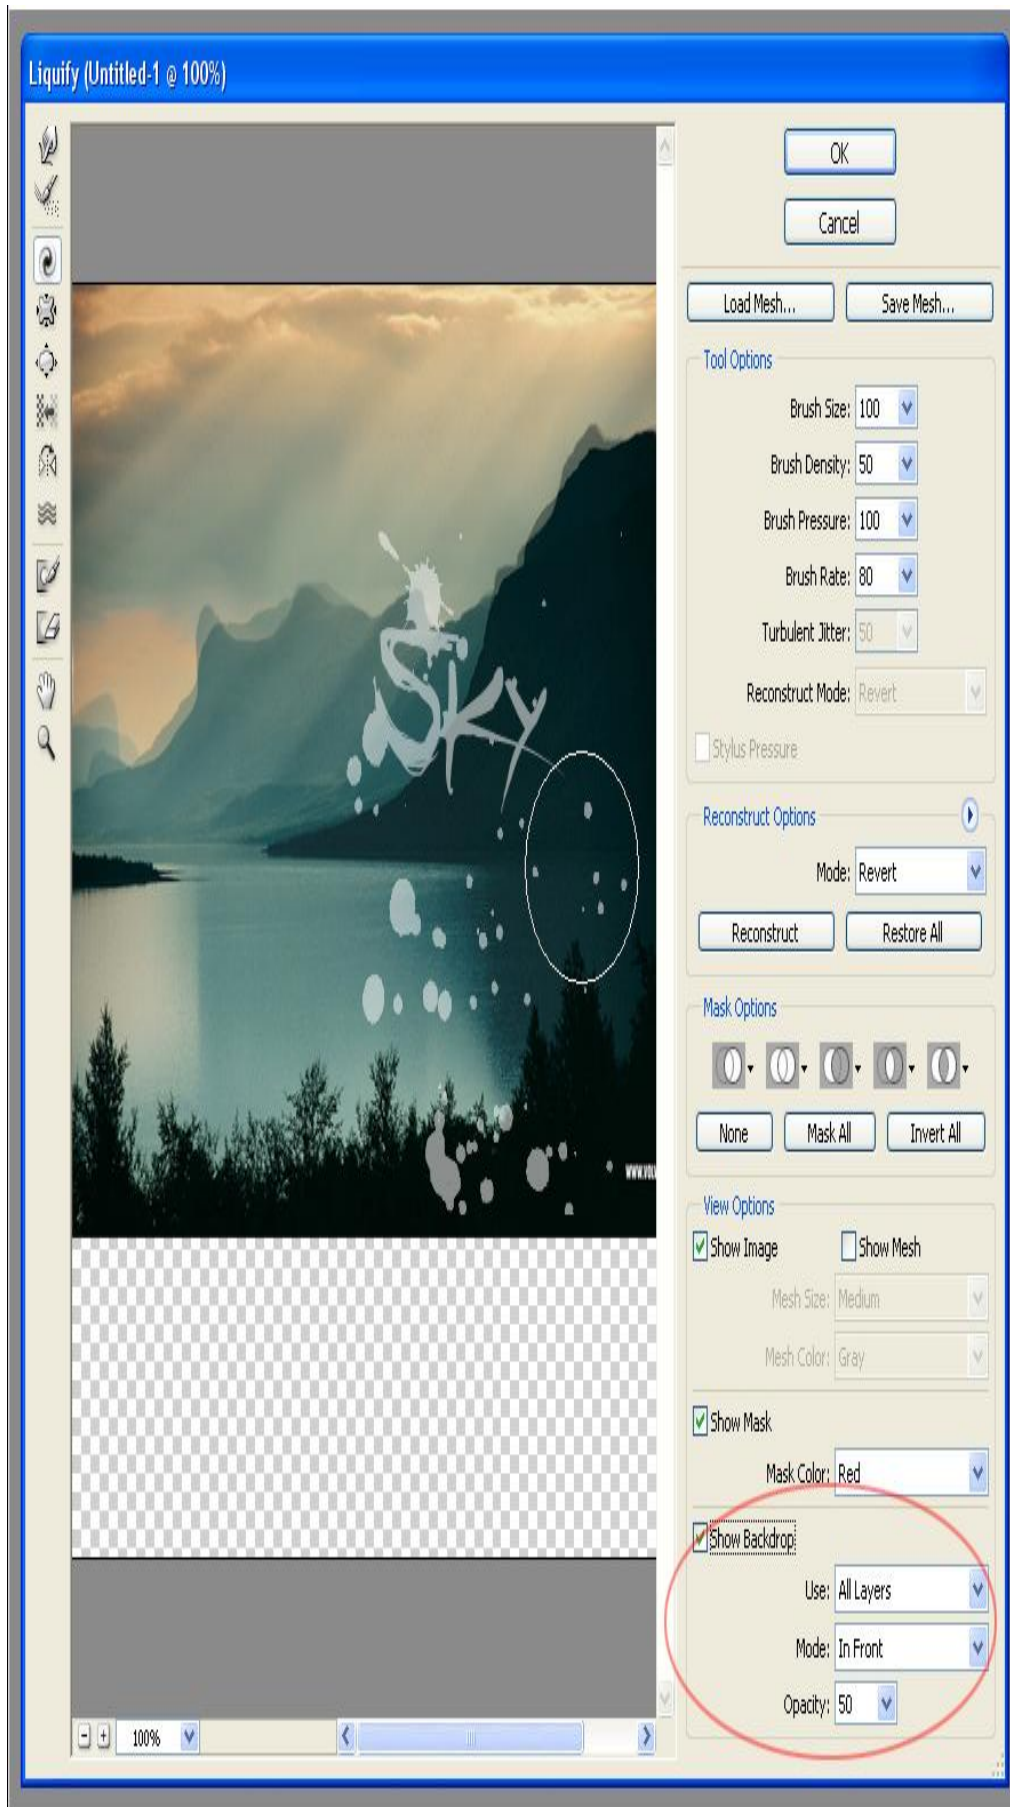 Liquify (Untitled-1 @ 100%)
OK
Cancel
Load Mesh...
Save Mesh...
Tool Options
Brush Size: 100
Brush Density: 50
Brush Pressure: 100
Brush Rate: 80
Turbulent Jitter: 50
Reconstruct Mode: Revert
Stylus Pressure
Reconstruct Options
Mode: Revert
Reconstruct
Restore All
Mask Options
None
Mask All
Invert All
View Options
Show Image
Show Mesh
Mesh Size: Medium
Mesh Color: Gray
Show Mask
Mask Color: Red
Show Backdrop
Use: All Layers
Mode: In Front
Opacity: 50
Sky
100%